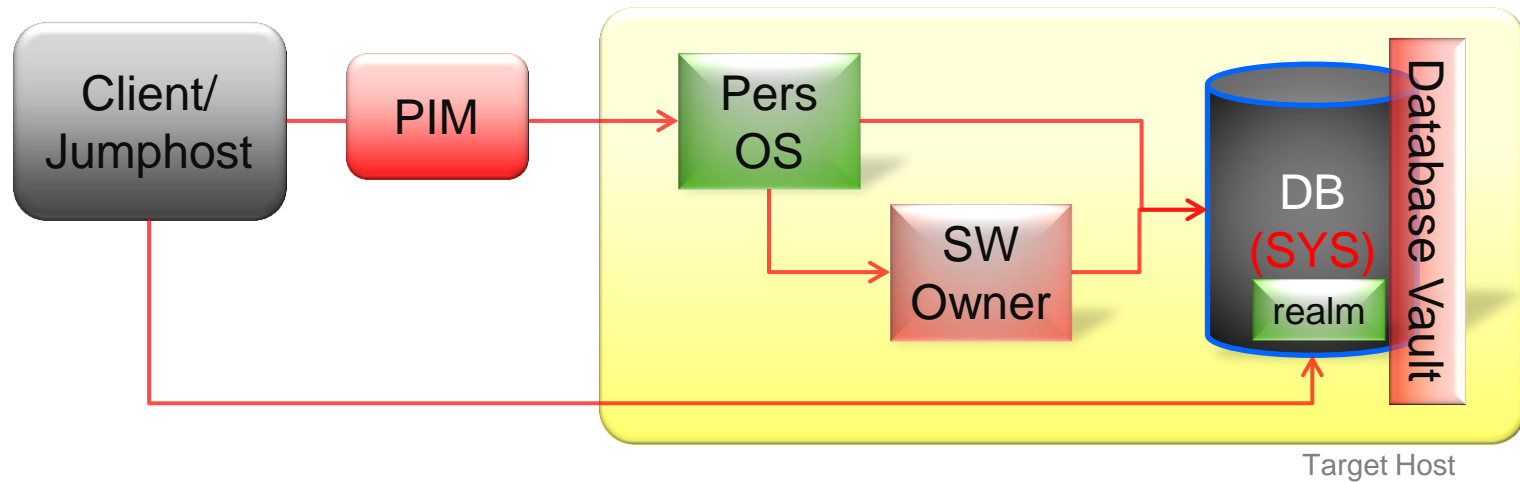 Client/
Jumphost
PIM
Pers
OS
SW
Owner
DB
(SYS)
realm
Database Vault
Target Host